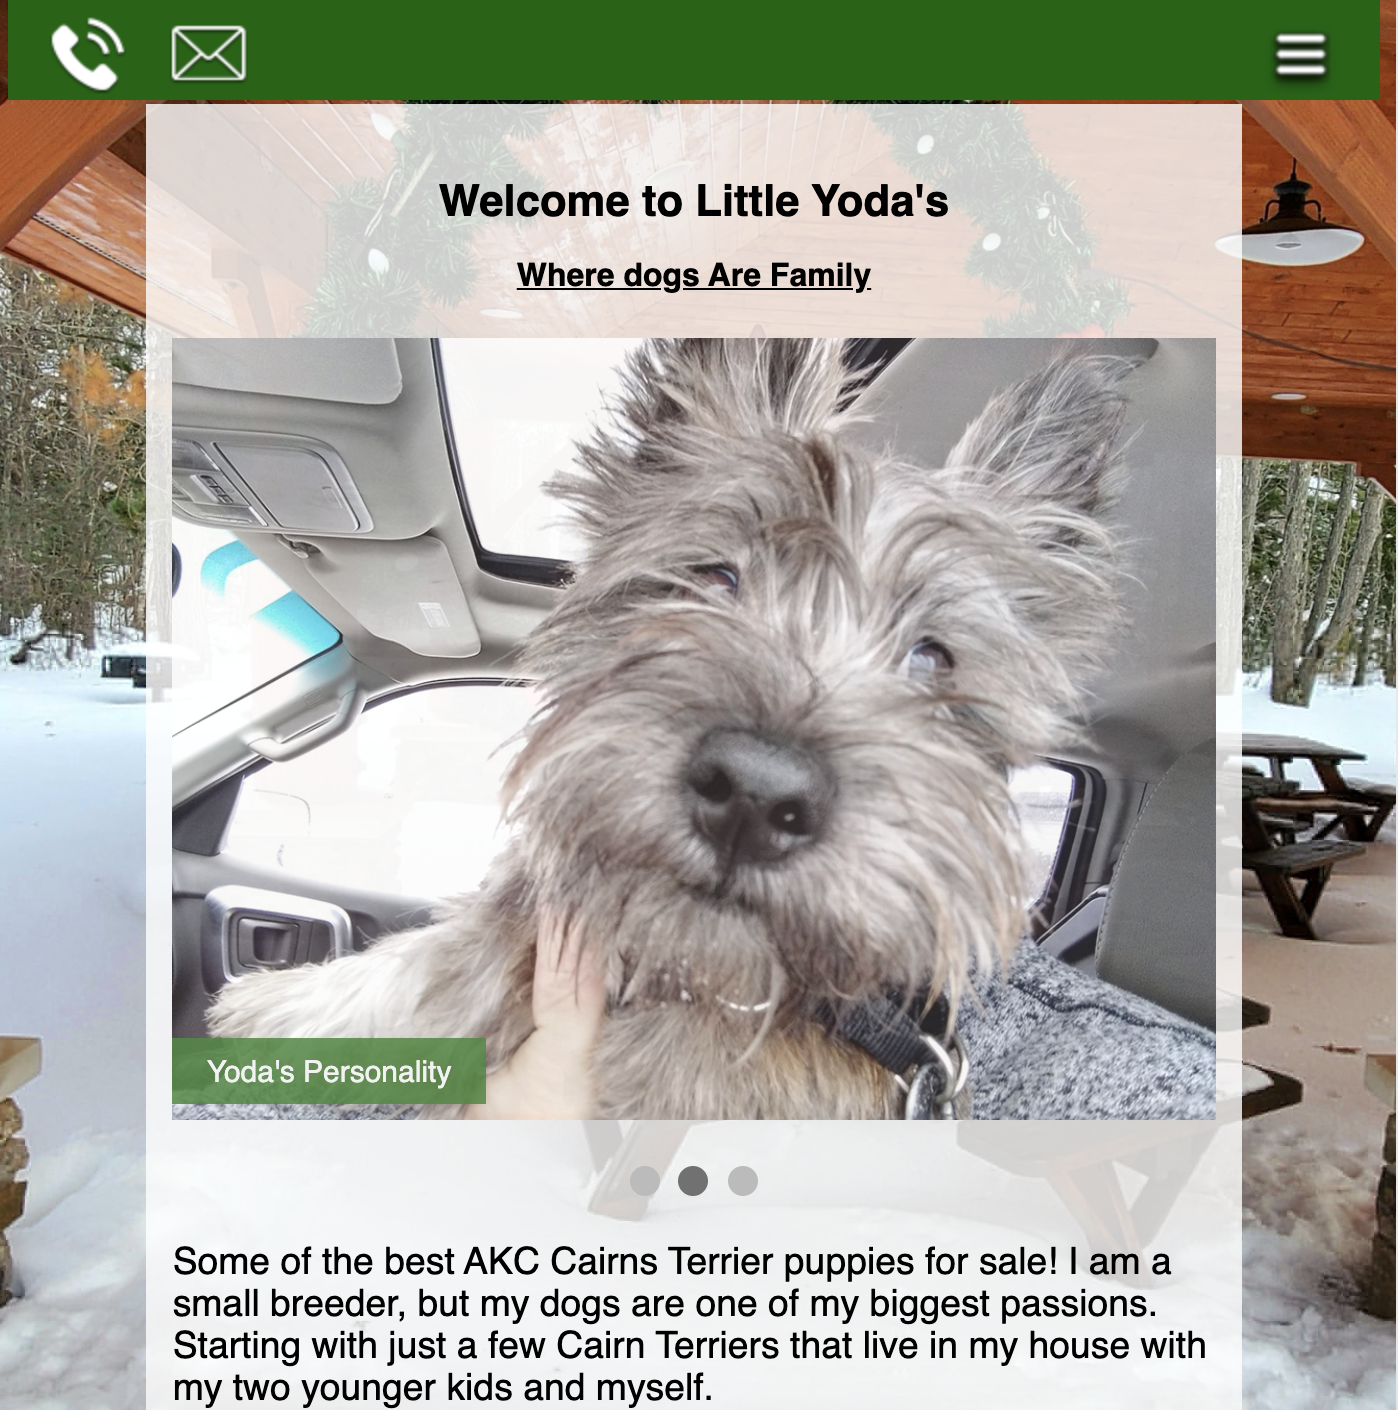 Welcome to Little Yoda's
Where dogs Are Family
Yoda's Personality
Some of the best AKC Cairns Terrier puppies for sale! I am a
small breeder, but my dogs are one of my biggest passions.
Starting with just a few Cairn Terriers that live in my house with
my two younger kids and myself.